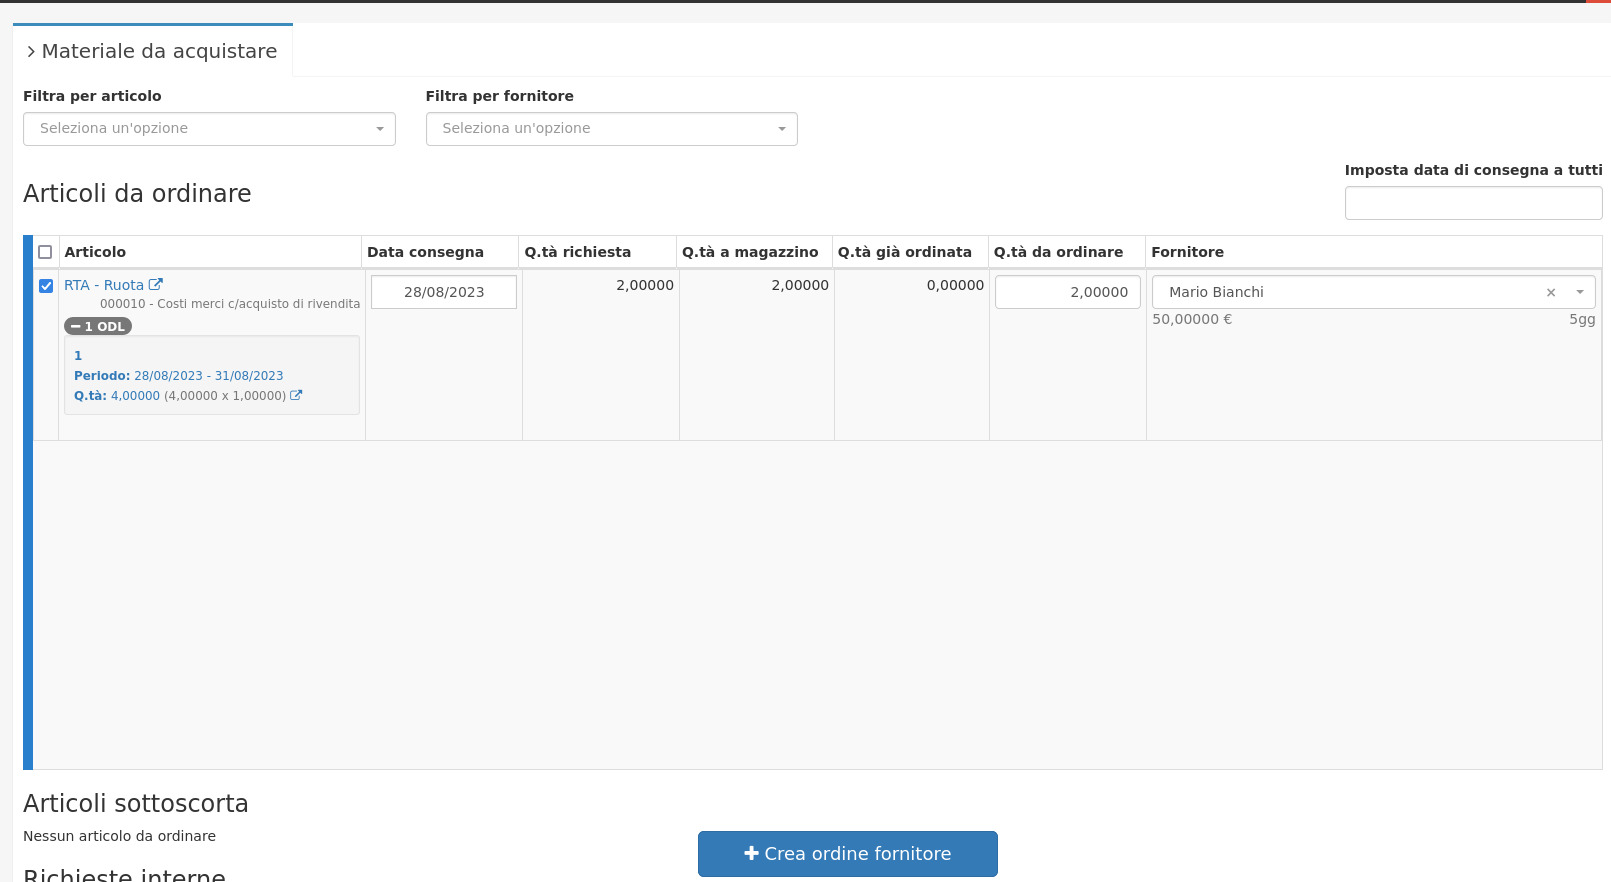 Materiale da acquistare
Filtra per articolo
Filtra per fornitore
Seleziona un'opzione
Seleziona un'opzione
Imposta data di consegna a tutti
Articoli da ordinare
Articolo
Data consegna
Q.tà richiesta
Q.tà a magazzino
Q.tà già ordinata
Q.tà da ordinare
Fornitore
RTA - Ruota
28/08/2023
2,00000
2,00000
0,00000
2,00000
Mario Bianchi
×
000010 - Costi merci c/acquisto di rivendita
50,00000 €
5gg
1 ODL
1
Periodo: 28/08/2023 - 31/08/2023
Q.tà: 4,00000 (4,00000 x 1,00000)
Articoli sottoscorta
Nessun articolo da ordinare
Crea ordine fornitore
Richieste interne